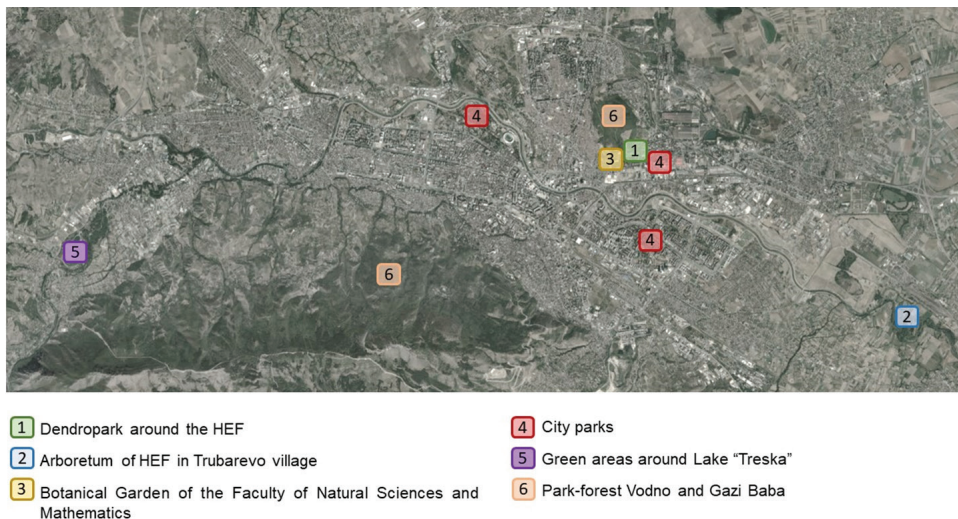 4
6
1
3
4
4
5
6
2
1 Dendropark around the HEF
2 Arboretum of HEF in Trubarevo village
3 Botanical Garden of the Faculty of Natural Sciences and
Mathematics
4 City parks
5 Green areas around Lake “Treska”
6 Park-forest Vodno and Gazi Baba